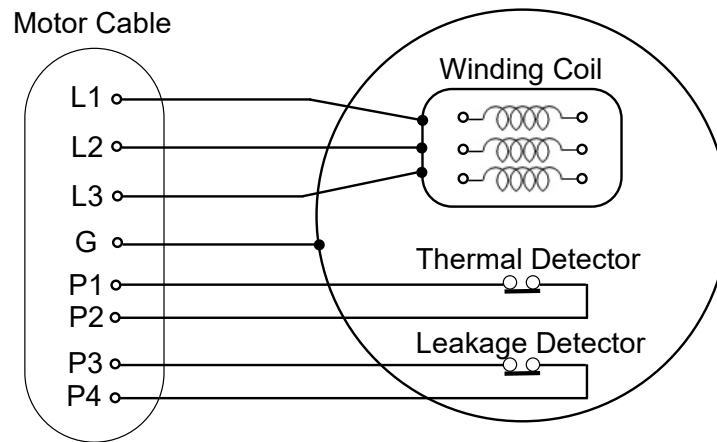 Motor Cable
Winding Coil
L1
L2
L3
G
Thermal Detector
P1
P2
Leakage Detector
P3
P4